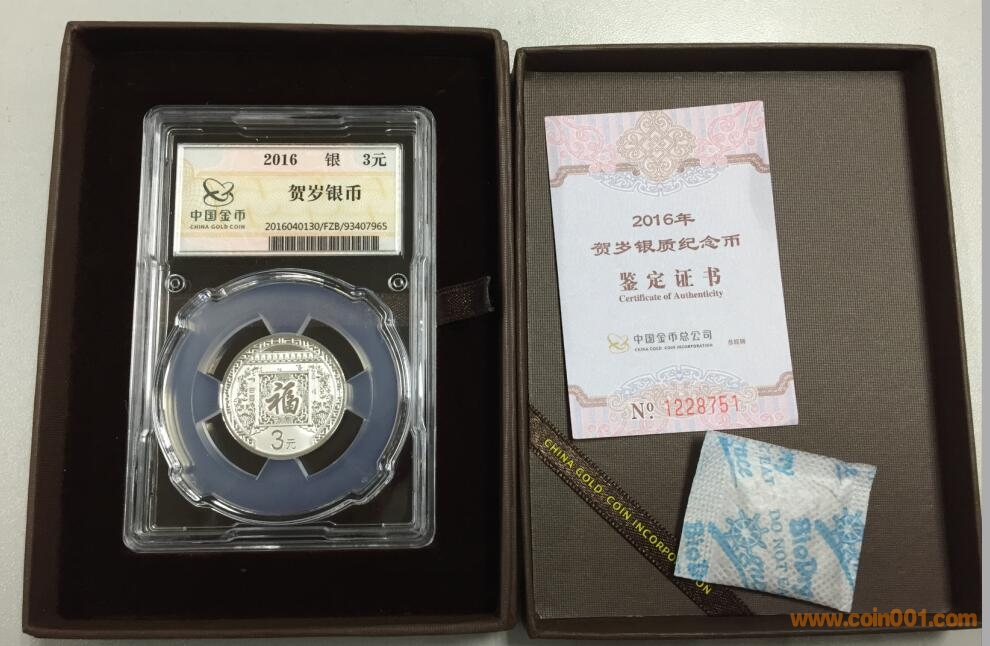 2016 银 3元
贺岁银币
中国金币
CHINA GOLD COIN
2016040130/FZB/93407965
福
3元
2016年
贺岁银质纪念币
鉴定证书
Certificate of Authenticity
中国金币总公司
CHINA GOLD COIN INCORPORATION
№ 1228751
CHINA GOLD COIN INCORPORATION
DO NOT
www.coin001.com